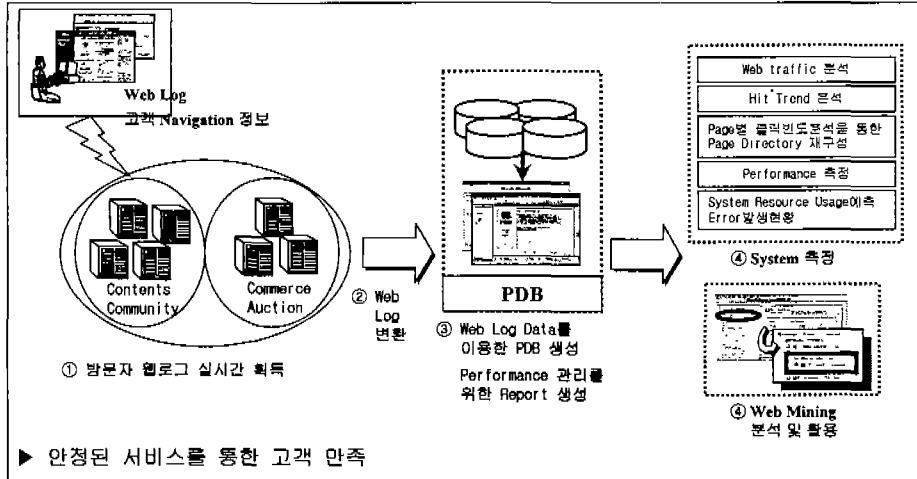 Web Log
고객 Navigation 정보
Contents
Community
Commerce
Auction
① 방문자 웹로그 실시간 획득
② Web
Log
변환
PDB
③ Web Log Data를
이용한 PDB 생성
Performance 관리를
위한 Report 생성
Web traffic 분석
Hit Trend 분석
Page별 클릭빈도분석을 통한
Page Directory 재구성
Performance 측정
System Resource Usage예측
Error발생현황
④ System 측정
④ Web Mining
분석 및 활용
▶ 안정된 서비스를 통한 고객 만족